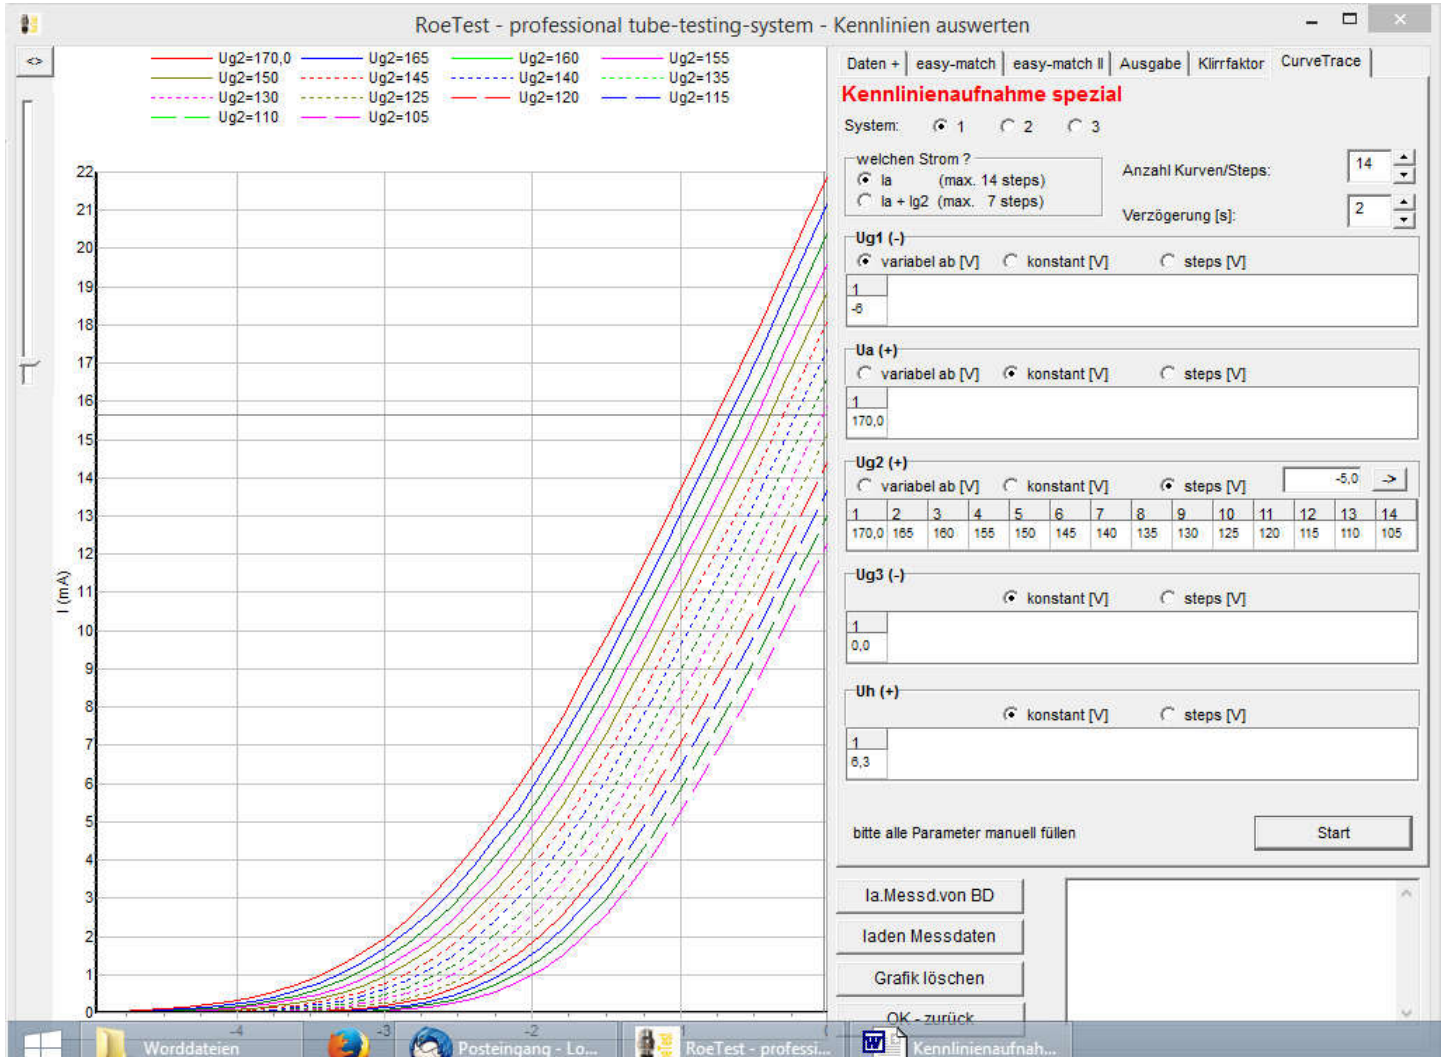 RoeTest - professional tube-testing-system - Kennlinien auswerten
<>
Ug2=170,0 Ug2=165 Ug2=160 Ug2=155
Ug2=150 Ug2=145 Ug2=140 Ug2=135
Ug2=130 Ug2=125 Ug2=120 Ug2=115
Ug2=110 Ug2=105
22
21
20
19
18
17
16
15
14
13
12
11
10
9
8
7
6
5
4
3
2
1
0
I (mA)
-4 -3 -2 -1 0
Daten + easy-match easy-match II Ausgabe Klirrfaktor CurveTrace
Kennlinienaufnahme spezial
System: 1 2 3
welchen Strom ?
Ia (max. 14 steps)
Ia + Ig2 (max. 7 steps)
Anzahl Kurven/Steps: 14
Verzögerung [s]: 2
Ug1 (-)
variabel ab [V] konstant [V] steps [V]
1
-6
Ua (+)
variabel ab [V] konstant [V] steps [V]
1
170,0
Ug2 (+)
variabel ab [V] konstant [V] steps [V] -5,0 ->
1 2 3 4 5 6 7 8 9 10 11 12 13 14
170,0 165 160 155 150 145 140 135 130 125 120 115 110 105
Ug3 (-)
konstant [V] steps [V]
1
0,0
Uh (+)
konstant [V] steps [V]
1
6,3
bitte alle Parameter manuell füllen Start
Ia.Messd.von BD
laden Messdaten
Grafik löschen
OK - zurück
Worddateien Posteingang - Lo... RoeTest - professi... Kennlinienaufnah...